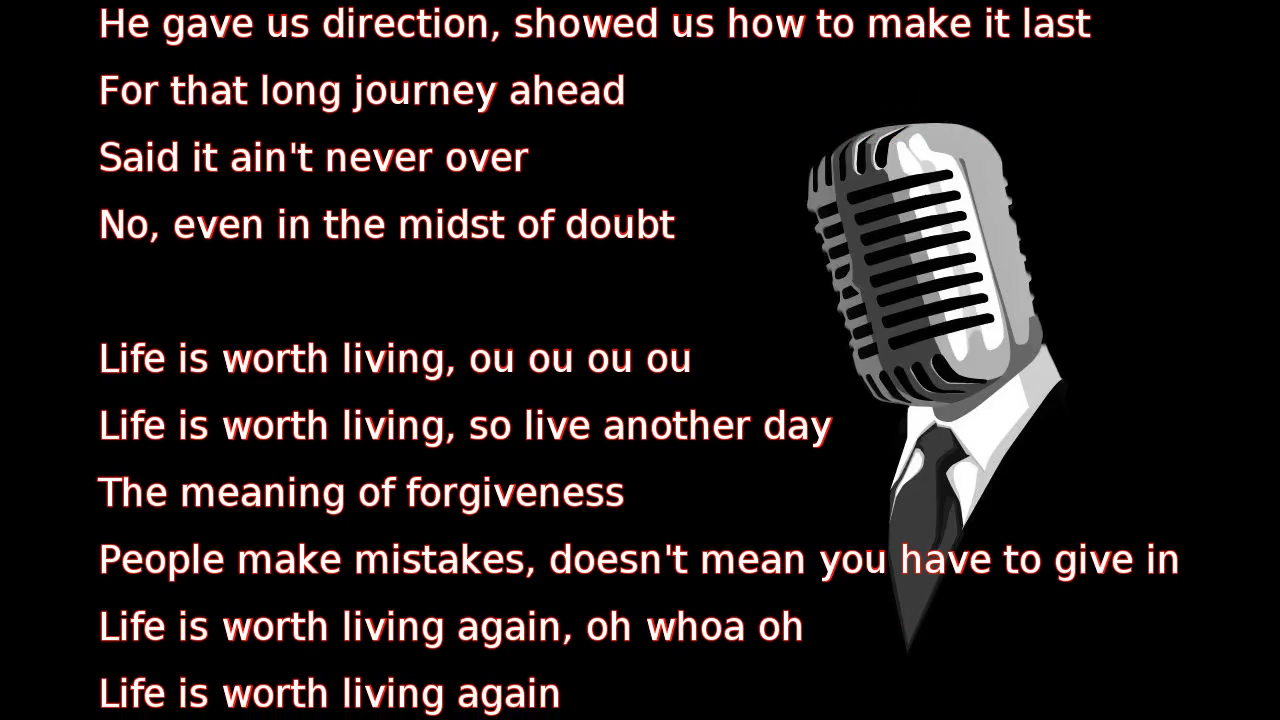 He gave us direction, showed us how to make it last
For that long journey ahead
Said it ain't never over
No, even in the midst of doubt
Life is worth living, ou ou ou ou
Life is worth living, so live another day
The meaning of forgiveness
People make mistakes, doesn't mean you have to give in
Life is worth living again, oh whoa oh
Life is worth living again